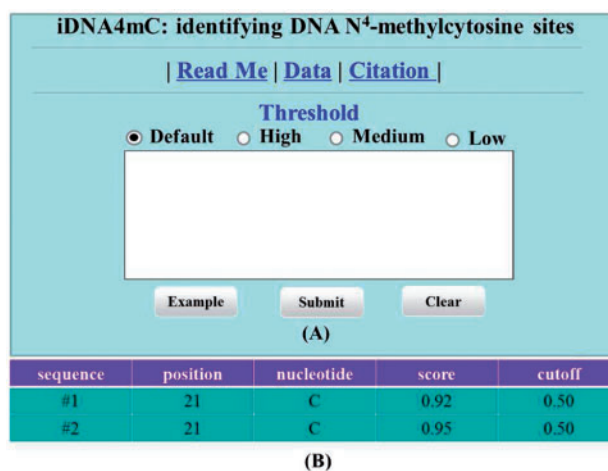 iDNA4mC: identifying DNA N⁴-methylcytosine sites
| Read Me | Data | Citation |
Threshold
Default High Medium Low
Example Submit Clear
(A)
sequence position nucleotide score cutoff
#1 21 C 0.92 0.50
#2 21 C 0.95 0.50
(B)